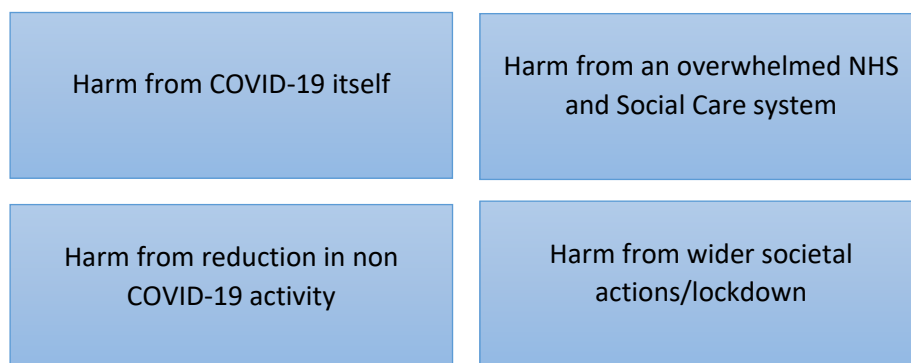 Harm from COVID-19 itself
Harm from an overwhelmed NHS
and Social Care system
Harm from reduction in non
COVID-19 activity
Harm from wider societal
actions/lockdown